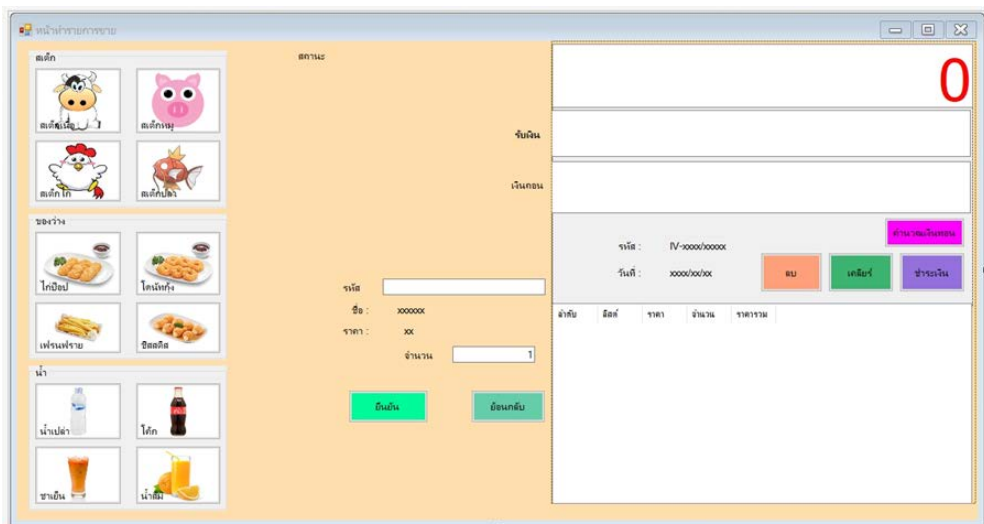 หน้าทำรายการขาย
สเต็ก
สเต็กเนื้อ
สเต็กหมู
สเต็กไก่
สเต็กปลา
ของว่าง
ไก่ป๊อป
โดนัทกุ้ง
เฟรนฟราย
ชีสสติส
น้ำ
น้ำเปล่า
โค้ก
ชาเย็น
น้ำส้ม
สถานะ
รหัส
ชื่อ : xxxxxx
ราคา : xx
จำนวน 1
ยืนยัน ย้อนกลับ
0
รับเงิน
เงินทอน
คำนวณเงินทอน
รหัส : IV-xxxx/xxxxx
วันที่ : xxxx/xx/xx
ลบ เคลียร์ ชำระเงิน
ลำดับ ลิสต์ ราคา จำนวน ราคารวม